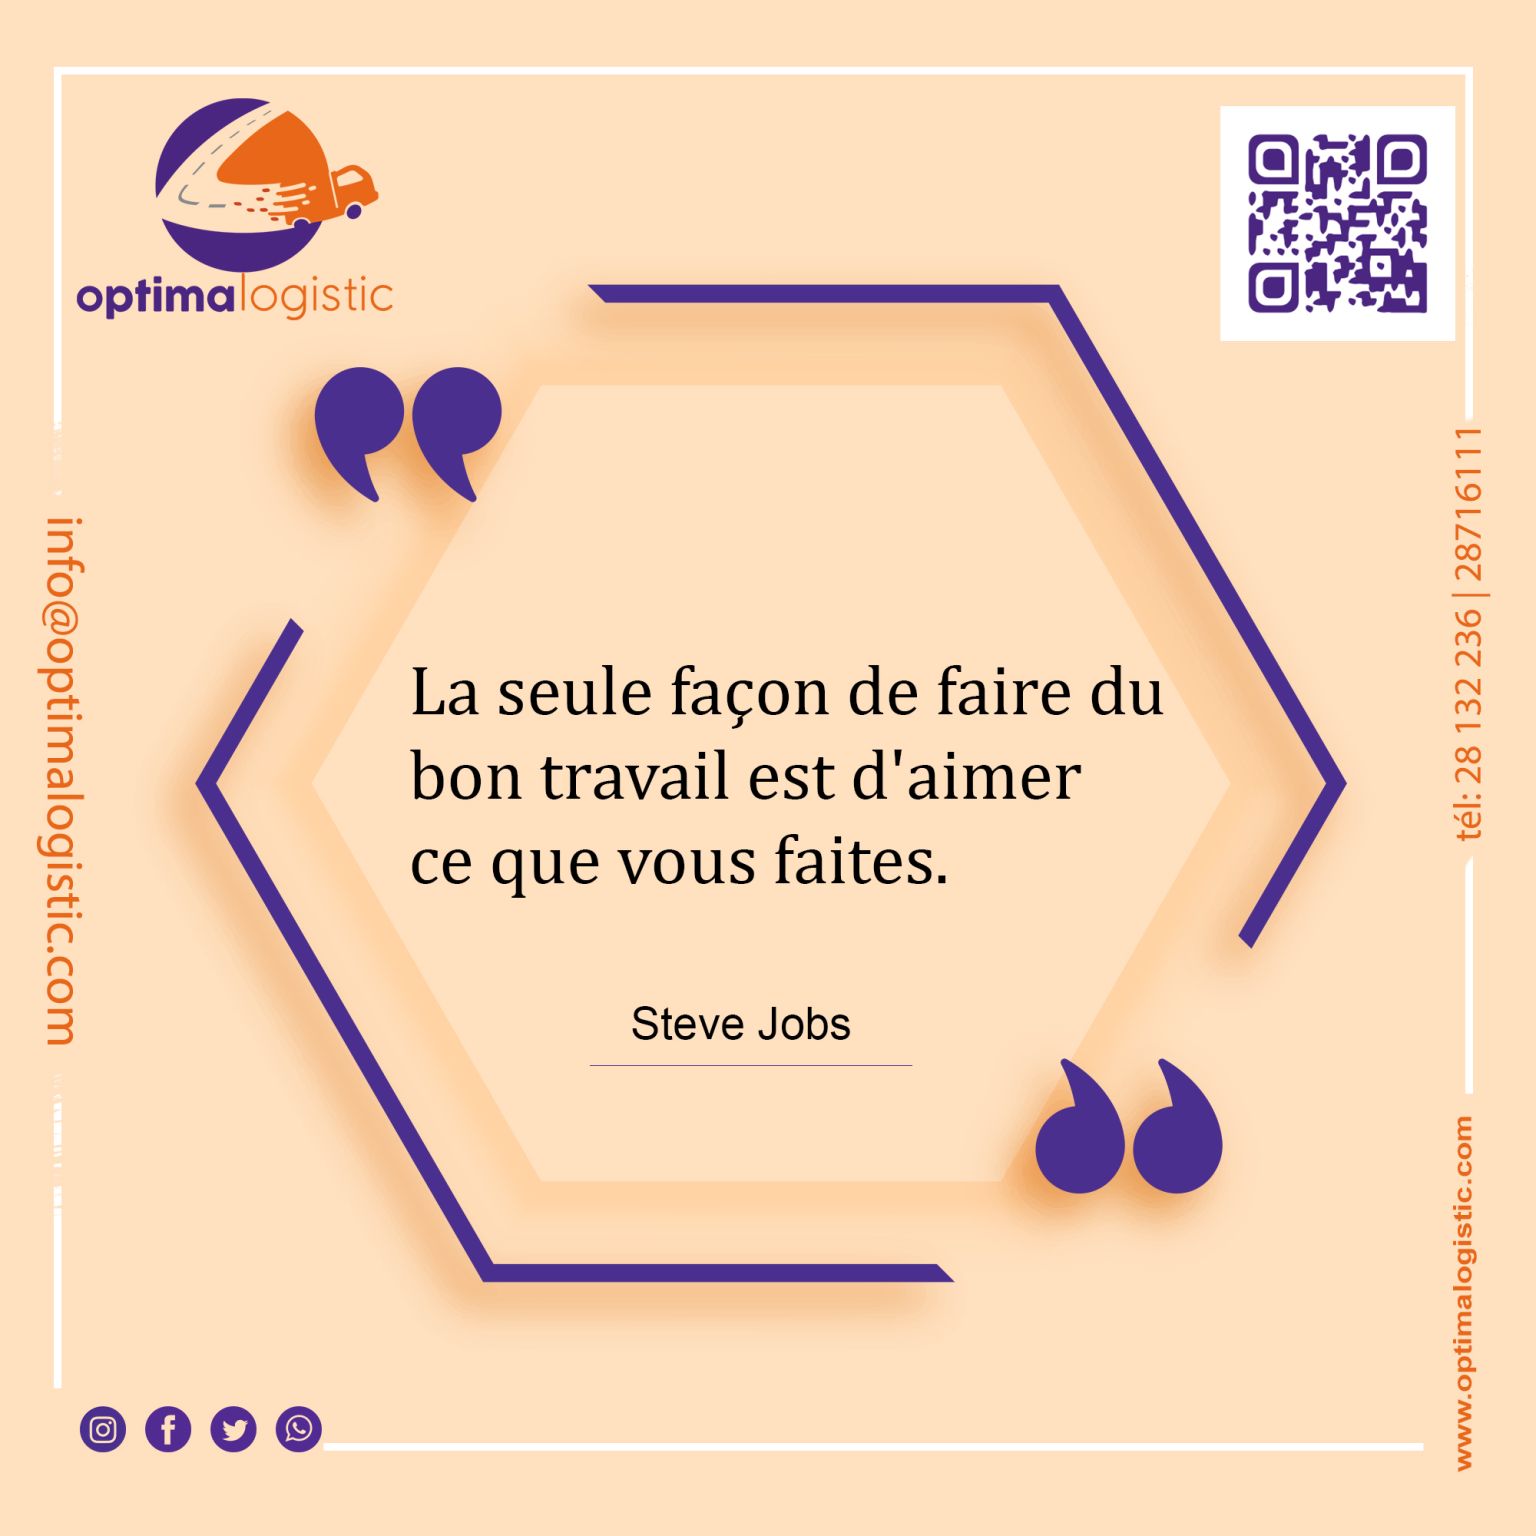 optimalogistic
La seule façon de faire du
bon travail est d'aimer
ce que vous faites.
Steve Jobs
info@optimalogistic.com
tél: 28 132 236 | 28716111
www.optimalogistic.com